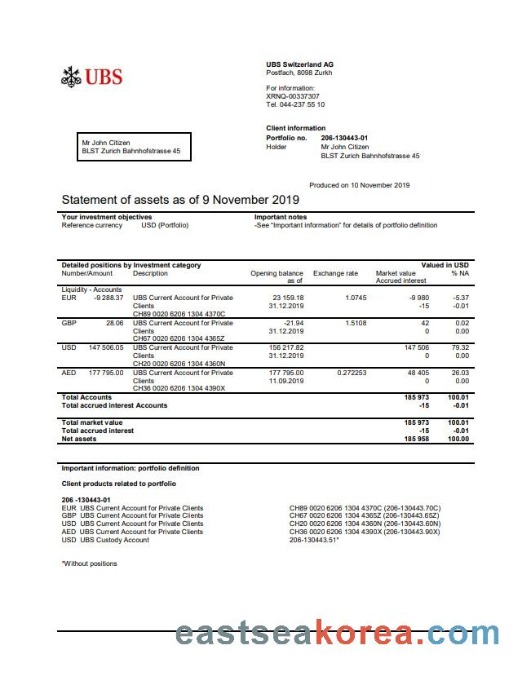 UBS
UBS Switzerland AG
Postfach, 8098 Zurkh
For information:
XRNQ-00337307
Tel. 044-237 55 10
Client information
Portfolio no. 206-130443-01
Holder Mr John Citizen
BLST Zurich Bahnhofstrasse 45
Mr John Citizen
BLST Zurich Bahnhofstrasse 45
Produced on 10 November 2019
Statement of assets as of 9 November 2019
Your investment objectives Important notes
Reference currency USD (Portfolio) -See "Important information" for details of portfolio definition
Detailed positions by Investment category Valued in USD
Number/Amount Description Opening balance Exchange rate Market value % NA
as of Accrued interest
Liquidity - Accounts
EUR -9 288.37 UBS Current Account for Private 23 159.18 1.0745 -9 980 -5.37
Clients 31.12.2019 -15 -0.01
CH89 0020 6206 1304 4370C
GBP 28.06 UBS Current Account for Private -21.94 1.5108 42 0.02
Clients 31.12.2019 0 0.00
CH67 0020 6206 1304 4365Z
USD 147 506.05 UBS Current Account for Private 156 217.82 147 506 79.32
Clients 31.12.2019 0 0.00
CH20 0020 6206 1304 4360N
AED 177 795.00 UBS Current Account for Private 177 795.00 0.272253 48 405 26.03
Clients 11.09.2019 0 0.00
CH36 0020 6206 1304 4390X
Total Accounts 185 973 100.01
Total accrued interest Accounts -15 -0.01
Total market value 185 973 100.01
Total accrued interest -15 -0.01
Net assets 185 958 100.00
Important information: portfolio definition
Client products related to portfolio
206 -130443-01
EUR UBS Current Account for Private Clients CH89 0020 6206 1304 4370C (206-130443.70C)
GBP UBS Current Account for Private Clients CH67 0020 6206 1304 4365Z (206-130443.65Z)
USD UBS Current Account for Private Clients CH20 0020 6206 1304 4360N (206-130443.60N)
AED UBS Current Account for Private Clients CH36 0020 6206 1304 4390X (206-130443.90X)
USD UBS Custody Account 206-130443.51*
*Without positions
eastseakorea.com